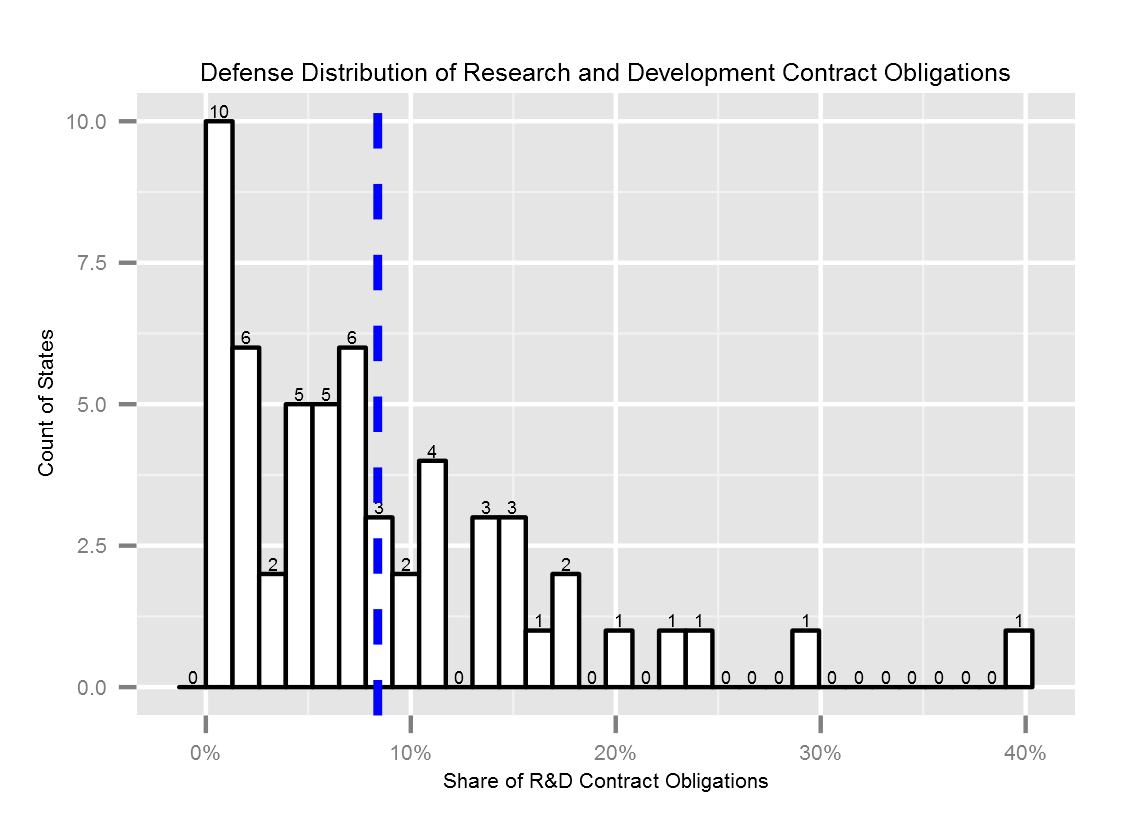 Defense Distribution of Research and Development Contract Obligations
10.0
7.5
5.0
2.5
0.0
Count of States
0 10 6 2 5 5 6 3 2 4 0 3 3 1 2 0 1 0 1 1 0 0 0 1 0 0 0 0 0 0 0 1
0% 10% 20% 30% 40%
Share of R&D Contract Obligations